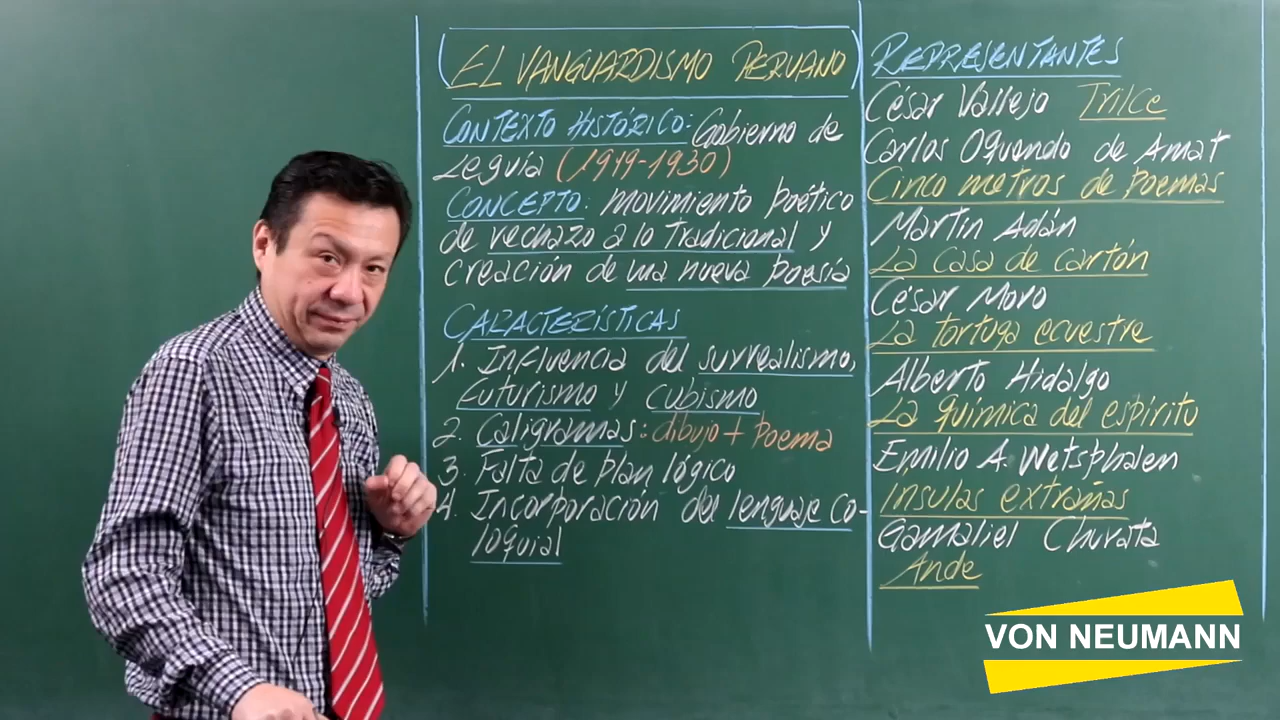 EL VANGUARDISMO PERUANO
CONTEXTO HISTÓRICO: Gobierno de
Leguía (1919-1930)
CONCEPTO: movimiento poético
de rechazo a lo Tradicional y
creación de una nueva poesía
CARACTERÍSTICAS
1. Influencia del surrealismo,
futurismo y cubismo
2. Caligramas: dibujo + poema
3. Falta de plan lógico
4. Incorporación del lenguaje co-
loquial
REPRESENTANTES
César Vallejo Trilce
Carlos Oquendo de Amat
Cinco metros de poemas
Martín Adán
La casa de cartón
César Moro
La tortuga ecuestre
Alberto Hidalgo
La química del espíritu
Emilio A. Wetsphalen
Insulas extrañas
Gamaliel Churata
Ande
VON NEUMANN